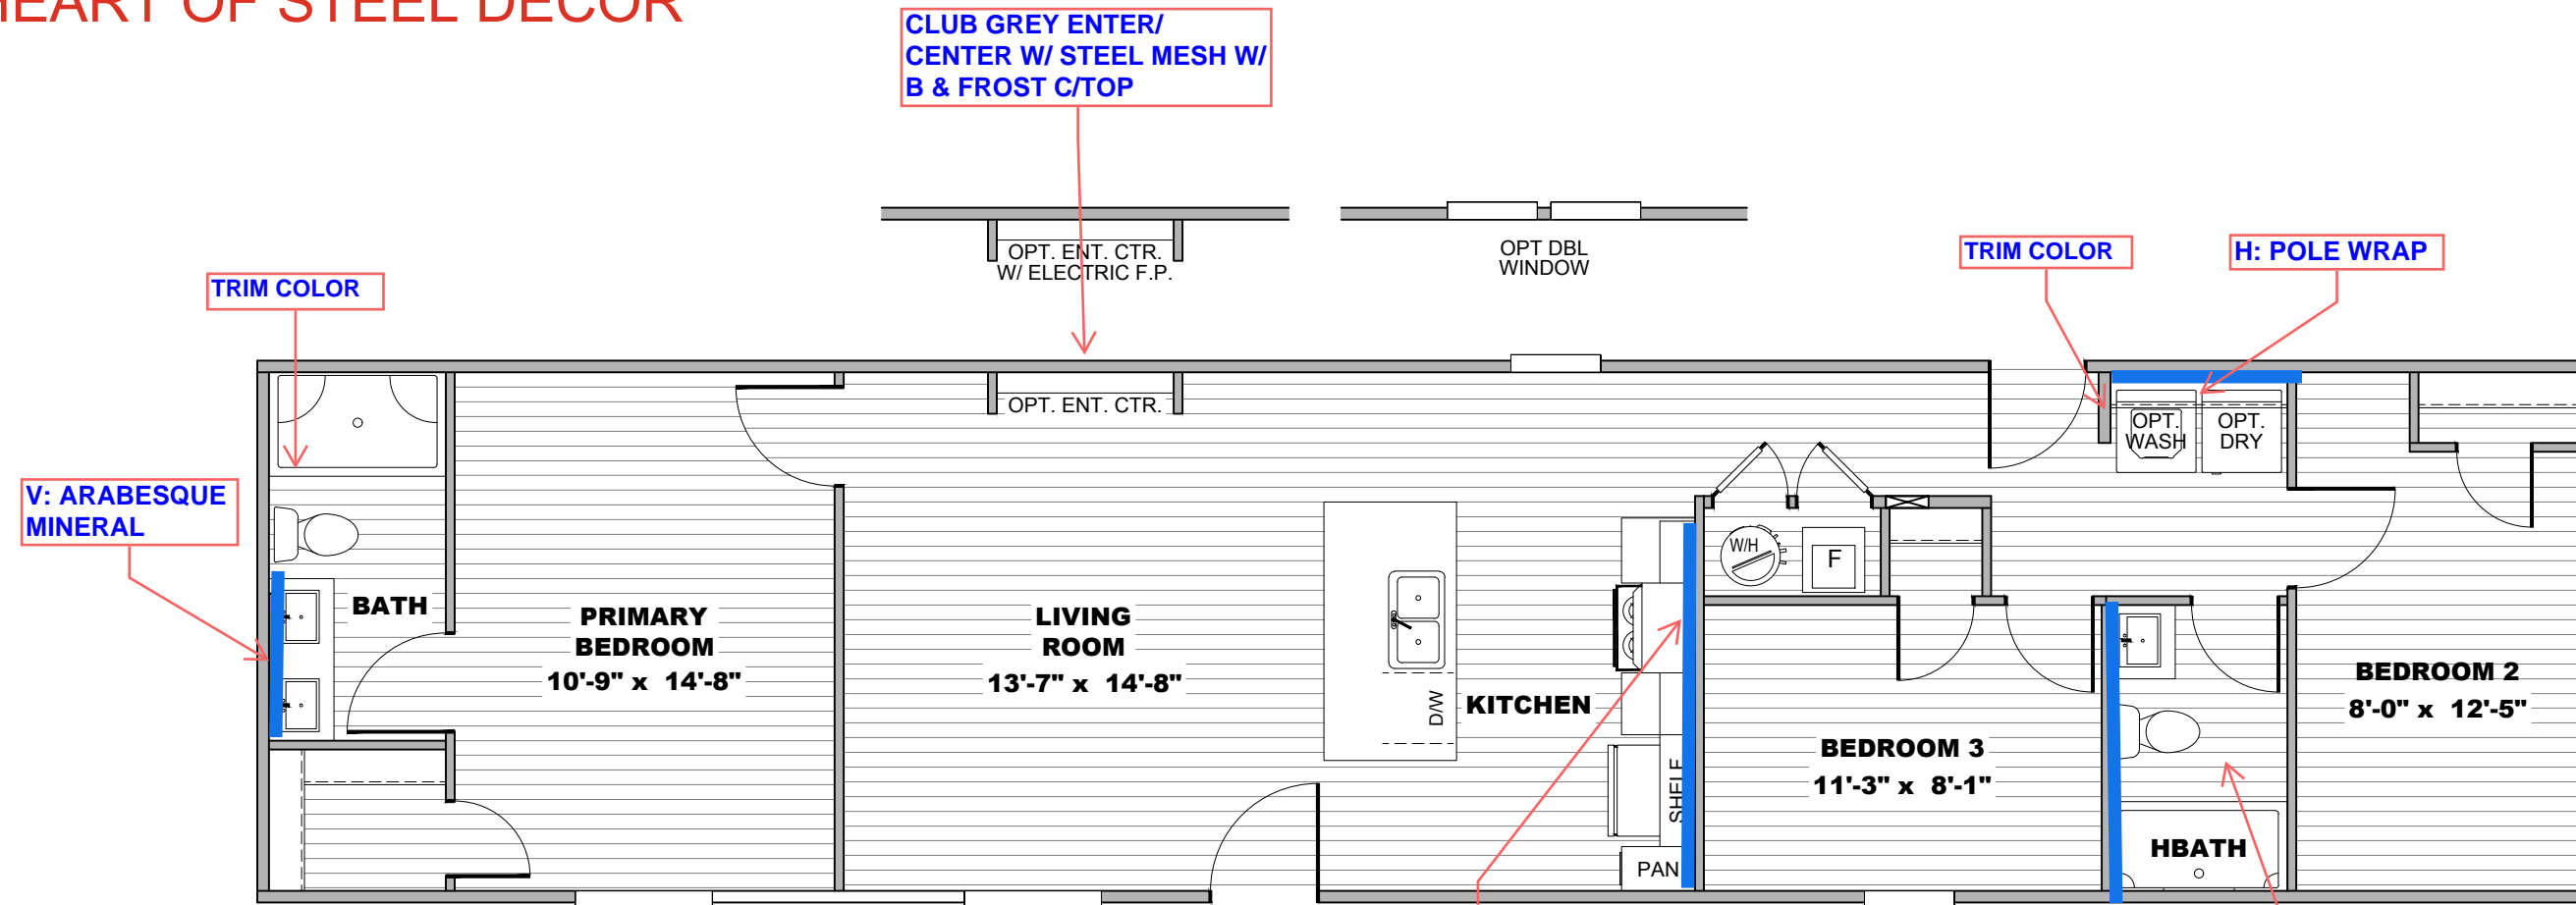 HEART OF STEEL DECOR
CLUB GREY ENTER/
CENTER W/ STEEL MESH W/
B & FROST C/TOP
OPT. ENT. CTR.
W/ ELECTRIC F.P.
OPT DBL
WINDOW
TRIM COLOR
H: POLE WRAP
TRIM COLOR
V: ARABESQUE
MINERAL
OPT. ENT. CTR.
OPT.
WASH
OPT.
DRY
W/H
F
BATH
PRIMARY
BEDROOM
10'-9" x 14'-8"
LIVING
ROOM
13'-7" x 14'-8"
D/W
KITCHEN
SHELF
PAN
BEDROOM 3
11'-3" x 8'-1"
HBATH
BEDROOM 2
8'-0" x 12'-5"